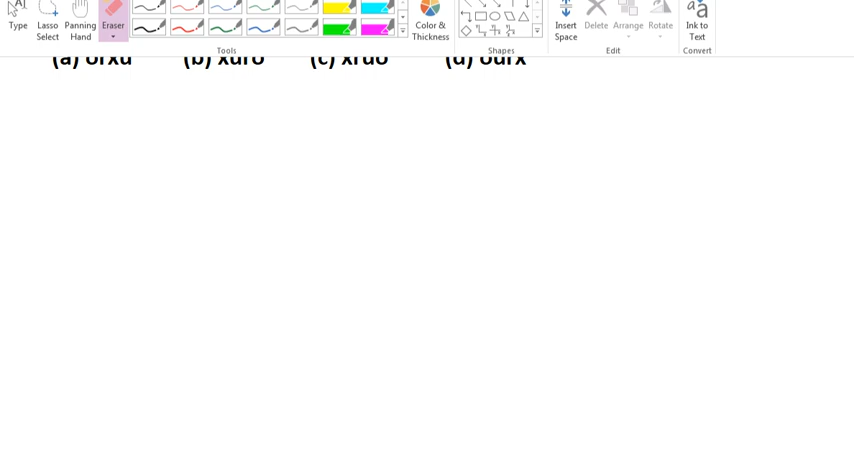 Type
Lasso
Select
Panning
Hand
Eraser
Color &
Thickness
Insert
Space
Delete
Arrange
Rotate
Ink to
Text
Tools
Shapes
Edit
Convert
(a) orxu (b) xuro (c) xruo (d) ourx